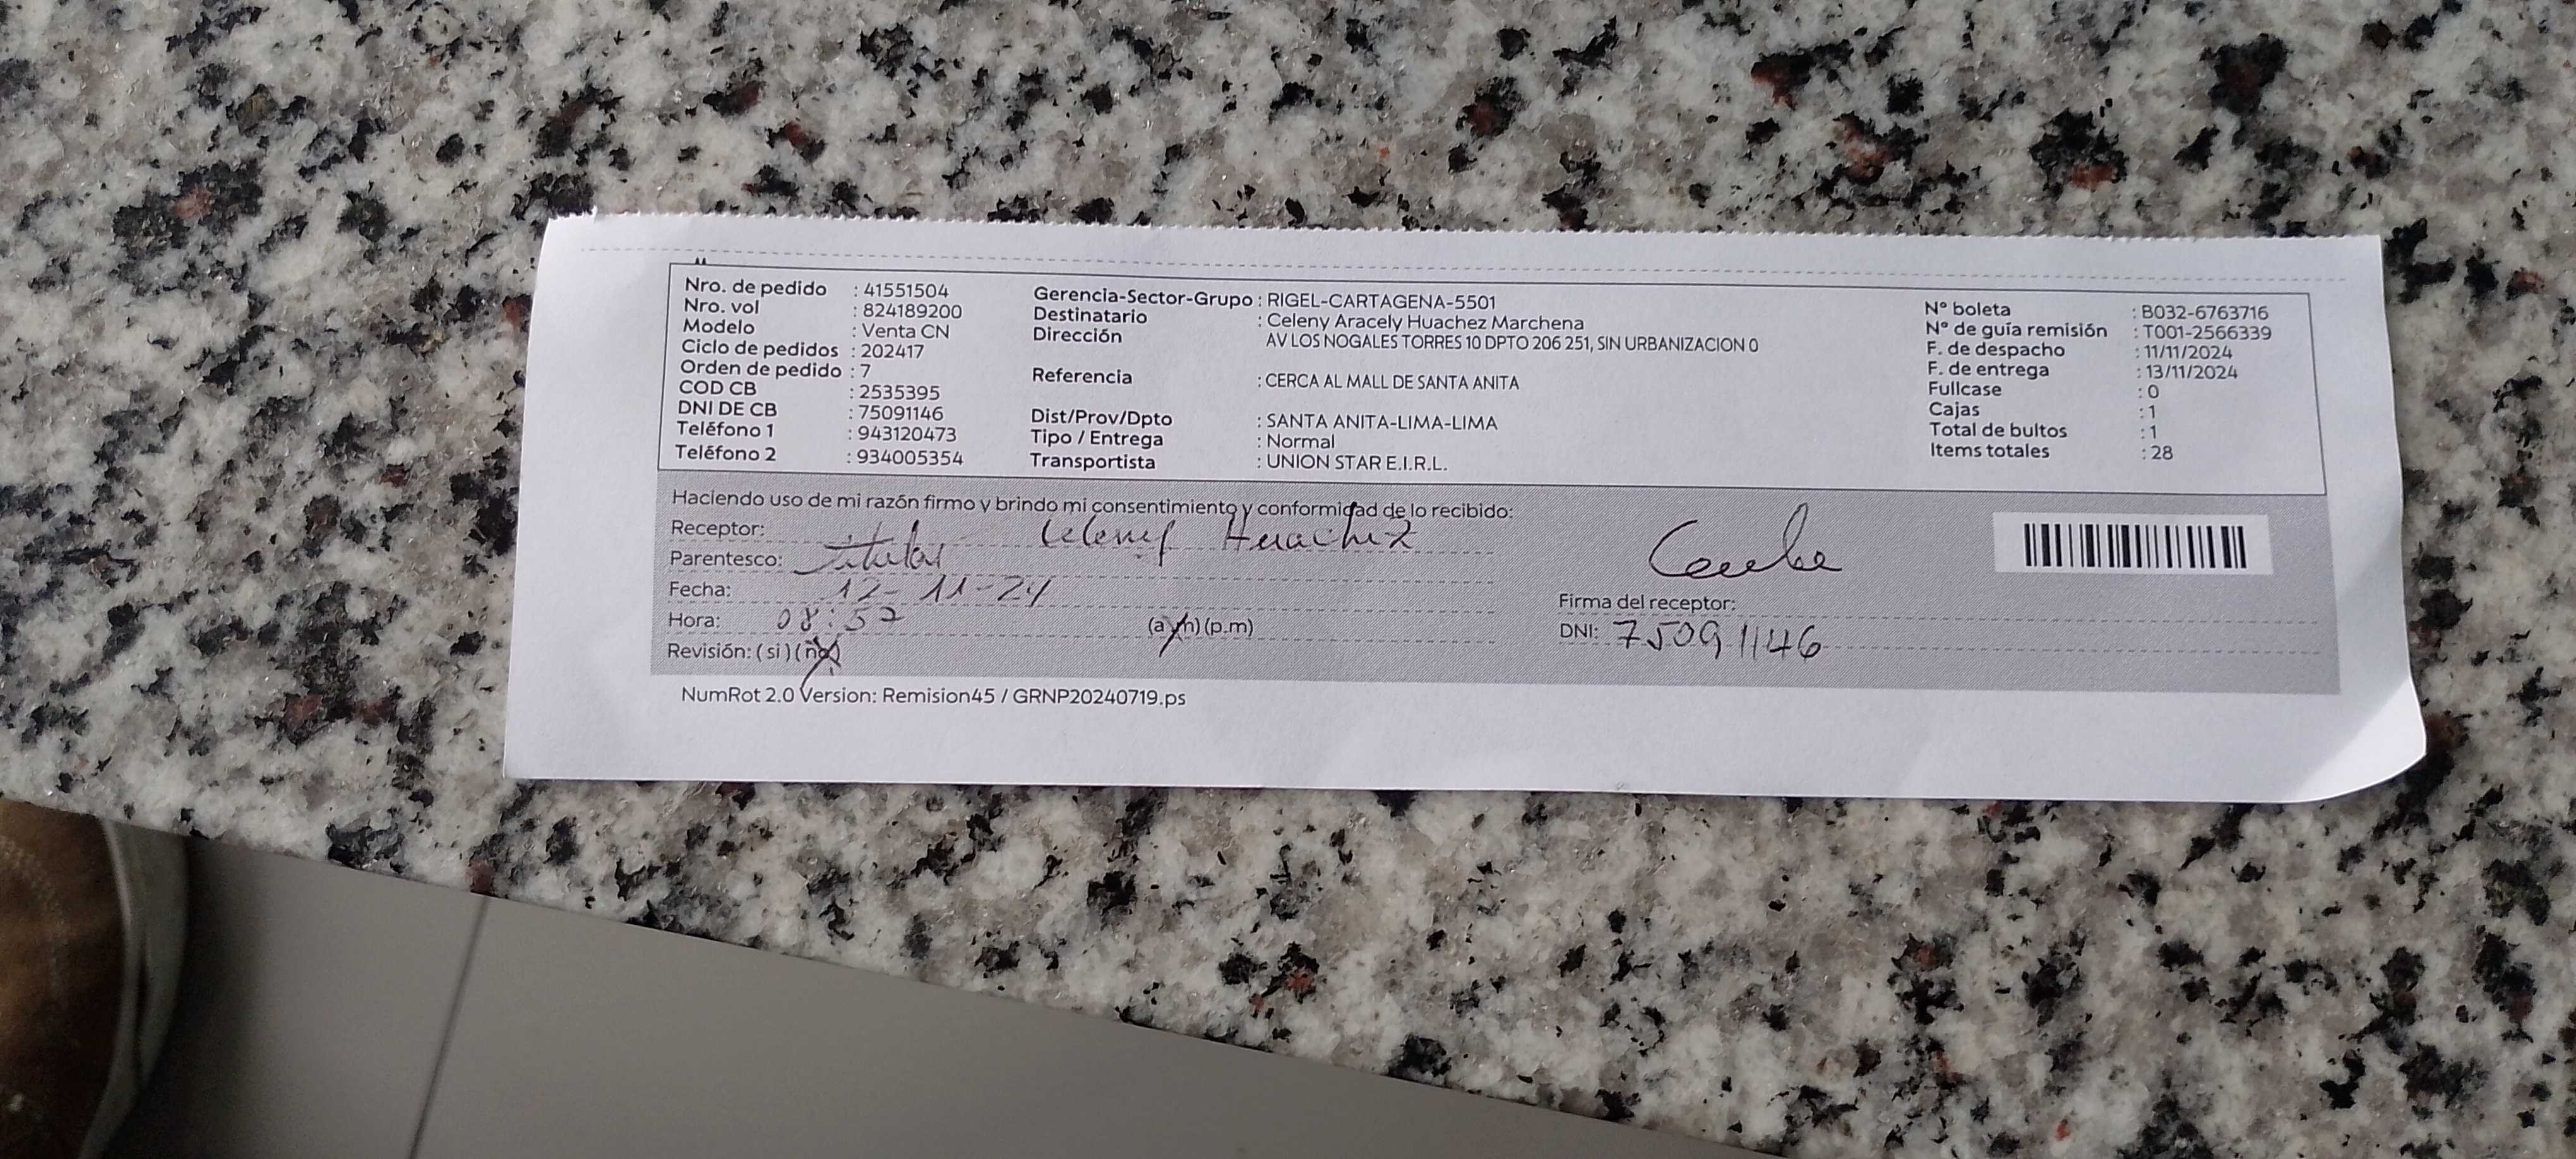 Nro. de pedido : 41551504
Nro. vol : 824189200
Modelo : Venta CN
Ciclo de pedidos : 202417
Orden de pedido : 7
COD CB : 2535395
DNI DE CB : 75091146
Teléfono 1 : 943120473
Teléfono 2 : 934005354
Gerencia-Sector-Grupo : RIGEL-CARTAGENA-5501
Destinatario : Celeny Aracely Huachez Marchena
Dirección AV LOS NOGALES TORRES 10 DPTO 206 251, SIN URBANIZACION 0
Referencia : CERCA AL MALL DE SANTA ANITA
Dist/Prov/Dpto : SANTA ANITA-LIMA-LIMA
Tipo / Entrega : Normal
Transportista : UNION STAR E.I.R.L.
N° boleta : B032-6763716
N° de guía remisión : T001-2566339
F. de despacho : 11/11/2024
F. de entrega : 13/11/2024
Fullcase : 0
Cajas : 1
Total de bultos : 1
Items totales : 28
Haciendo uso de mi razón firmo y brindo mi consentimiento y conformidad de lo recibido:
Receptor: Celeny Huachez
Parentesco: titular
Fecha: 12-11-24
Hora: 08:57 (a.m) (p.m)
Revisión: (si) (no)
Firma del receptor:
DNI: 75091146
NumRot 2.0 Version: Remision45 / GRNP20240719.ps